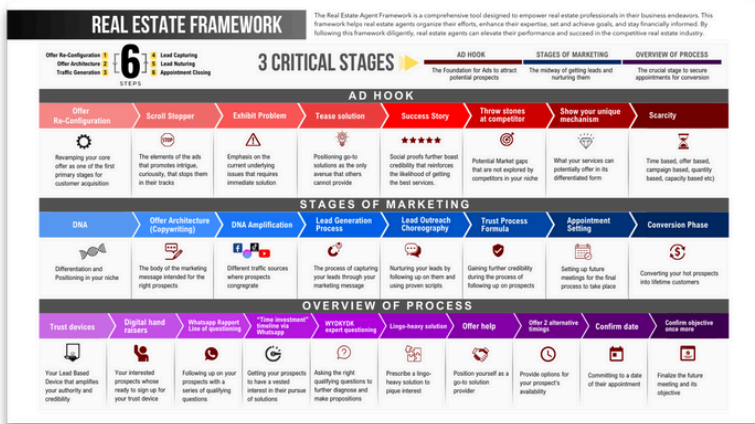 REAL ESTATE FRAMEWORK
The Real Estate Agent Framework is a comprehensive tool designed to empower real estate professionals in their business endeavors. This
framework helps real estate agents organize their efforts, enhance their expertise, set and achieve goals, and stay financially informed. By
following this framework diligently, real estate agents can elevate their performance and succeed in the competitive real estate industry.
Offer Re-Configuration 1
Offer Architecture 2
Traffic Generation 3
6
STEPS
4 Lead Capturing
5 Lead Nuturing
6 Appointment Closing
3 CRITICAL STAGES
AD HOOK
The Foundation for Ads to attract
potential prospects
STAGES OF MARKETING
The midway of getting leads and
nurturing them
OVERVIEW OF PROCESS
The crucial stage to secure
appointments for conversion
AD HOOK
Offer
Re-Configuration
Scroll Stopper
Exhibit Problem
Tease solution
Success Story
Throw stones
at competitor
Show your unique
mechanism
Scarcity
STOP
Revamping your core
offer as one of the first
primary stages for
customer acquisition
The elements of the ads
that promotes intrigue,
curiousity, that stops them
in their tracks
Emphasis on the
current underlying
issues that requires
immediate solution
Positioning go-to
solutions as the only
avenue that others
cannot provide
Social proofs further boast
credibility that reinforces
the likelihood of getting
the best services.
Potential Market gaps
that are not explored by
competitors in your niche
What your services can
potentially offer in its
differentiated form
Time based, offer based,
campaign based, quantity
based, capacity based etc)
STAGES OF MARKETING
DNA
Offer Architecture
(Copywriting)
DNA Amplification
Lead Generation
Process
Lead Outreach
Choreography
Trust Process
Formula
Appointment
Setting
Conversion Phase
Differentiation and
Positioning in your niche
The body of the marketing
message intended for the
right prospects
Different traffic sources
where prospects
congregrate
The process of capturing
your leads through your
marketing message
Nurturing your leads by
following up on them and
using proven scripts
Gaining further credibility
during the process of
following up on prospects
Setting up future
meetings for the final
process to take place
Converting your hot prospects
into lifetime customers
OVERVIEW OF PROCESS
Trust devices
Digital hand
raisers
Whatsapp Rapport
Line of questioning
"Time investment"
timeline via
Whatsapp
WYDKYDK
expert questioning
Lingo-heavy solution
Offer help
Offer 2 alternative
timings
Confirm date
Confirm objective
once more
Your Lead Based
Device that amplifies
your authority and
credibility
Your interested
prospects whose
ready to sign up for
your trust device
Following up on your
prospects with a
series of qualifying
questions
Getting your prospects
to have a vested
interest in their pursue
of solutions
Asking the right
qualifying questions to
further diagnose and
make propositions
Prescribe a lingo-
heavy solution to
pique interest
Position yourself as a
go-to solution
provider
Provide options for
your prospect's
availability
Committing to a date
of their appointment
Finalize the future
meeting and its
objective